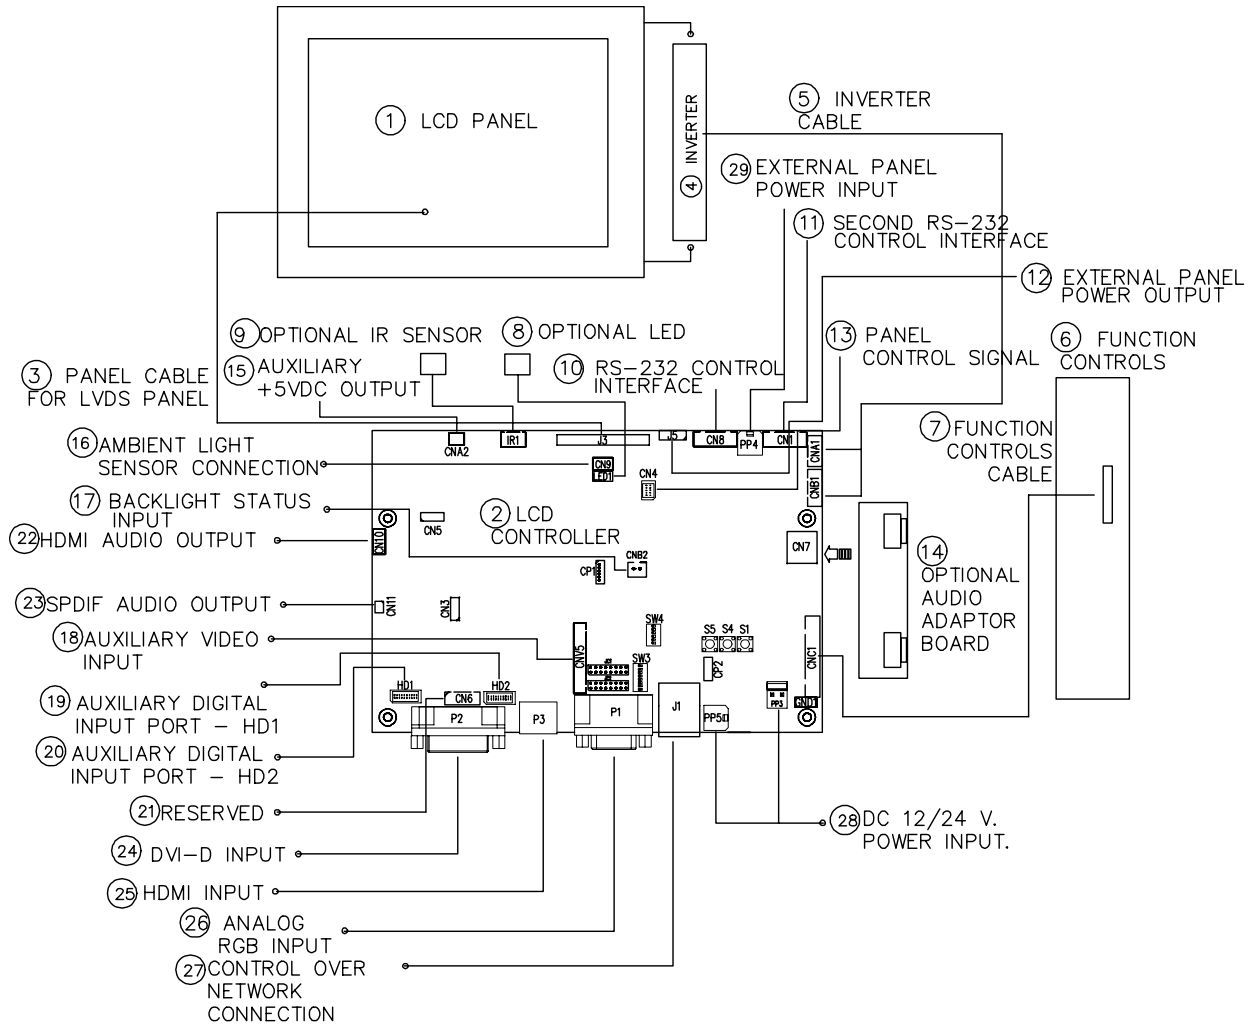 1 LCD PANEL
4 INVERTER
5 INVERTER
CABLE
29 EXTERNAL PANEL
POWER INPUT
11 SECOND RS-232
CONTROL INTERFACE
12 EXTERNAL PANEL
POWER OUTPUT
9 OPTIONAL IR SENSOR
8 OPTIONAL LED
13 PANEL
CONTROL SIGNAL
6 FUNCTION
CONTROLS
3 PANEL CABLE
FOR LVDS PANEL
15 AUXILIARY
+5VDC OUTPUT
10 RS-232 CONTROL
INTERFACE
16 AMBIENT LIGHT
SENSOR CONNECTION
7 FUNCTION
CONTROLS
CABLE
CNA2
IR1
J3
J5
CN8
PP4
CN1
CNA1
CN9
LED1
CN4
CNB1
17 BACKLIGHT STATUS
INPUT
2 LCD
CONTROLLER
CN5
22 HDMI AUDIO OUTPUT
CN10
CP1
CNB2
CN7
14
OPTIONAL
AUDIO
ADAPTOR
BOARD
23 SPDIF AUDIO OUTPUT
CN11
CN3
18 AUXILIARY VIDEO
INPUT
CNV5
SW4
SW3
S5
S4
S1
CP2
CNC1
HD1
CN6
HD2
PP3
GND1
19 AUXILIARY DIGITAL
INPUT PORT - HD1
P2
P3
P1
J1
PP5
20 AUXILIARY DIGITAL
INPUT PORT - HD2
21 RESERVED
28 DC 12/24 V.
POWER INPUT.
24 DVI-D INPUT
25 HDMI INPUT
26 ANALOG
RGB INPUT
27 CONTROL OVER
NETWORK
CONNECTION